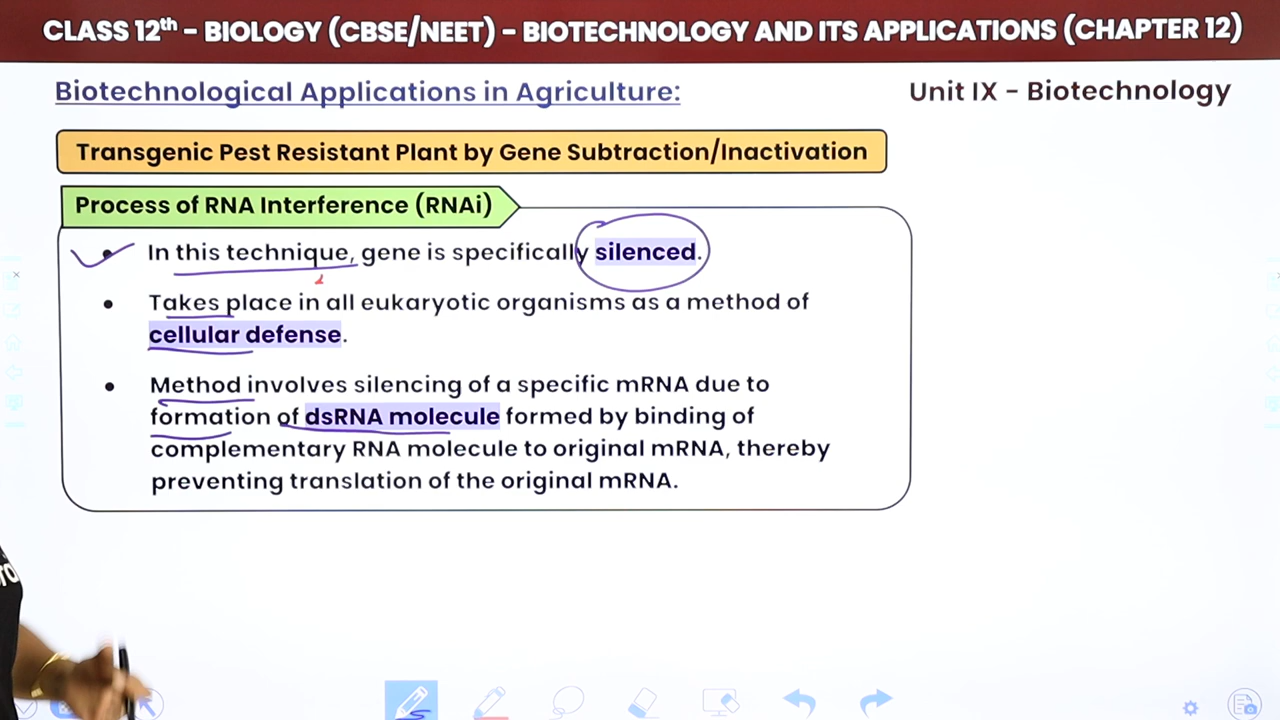 CLASS 12th - BIOLOGY (CBSE/NEET) - BIOTECHNOLOGY AND ITS APPLICATIONS (CHAPTER 12)
Biotechnological Applications in Agriculture:
Unit IX - Biotechnology
Transgenic Pest Resistant Plant by Gene Subtraction/Inactivation
Process of RNA Interference (RNAi)
• In this technique, gene is specifically silenced.
• Takes place in all eukaryotic organisms as a method of
cellular defense.
• Method involves silencing of a specific mRNA due to
formation of dsRNA molecule formed by binding of
complementary RNA molecule to original mRNA, thereby
preventing translation of the original mRNA.